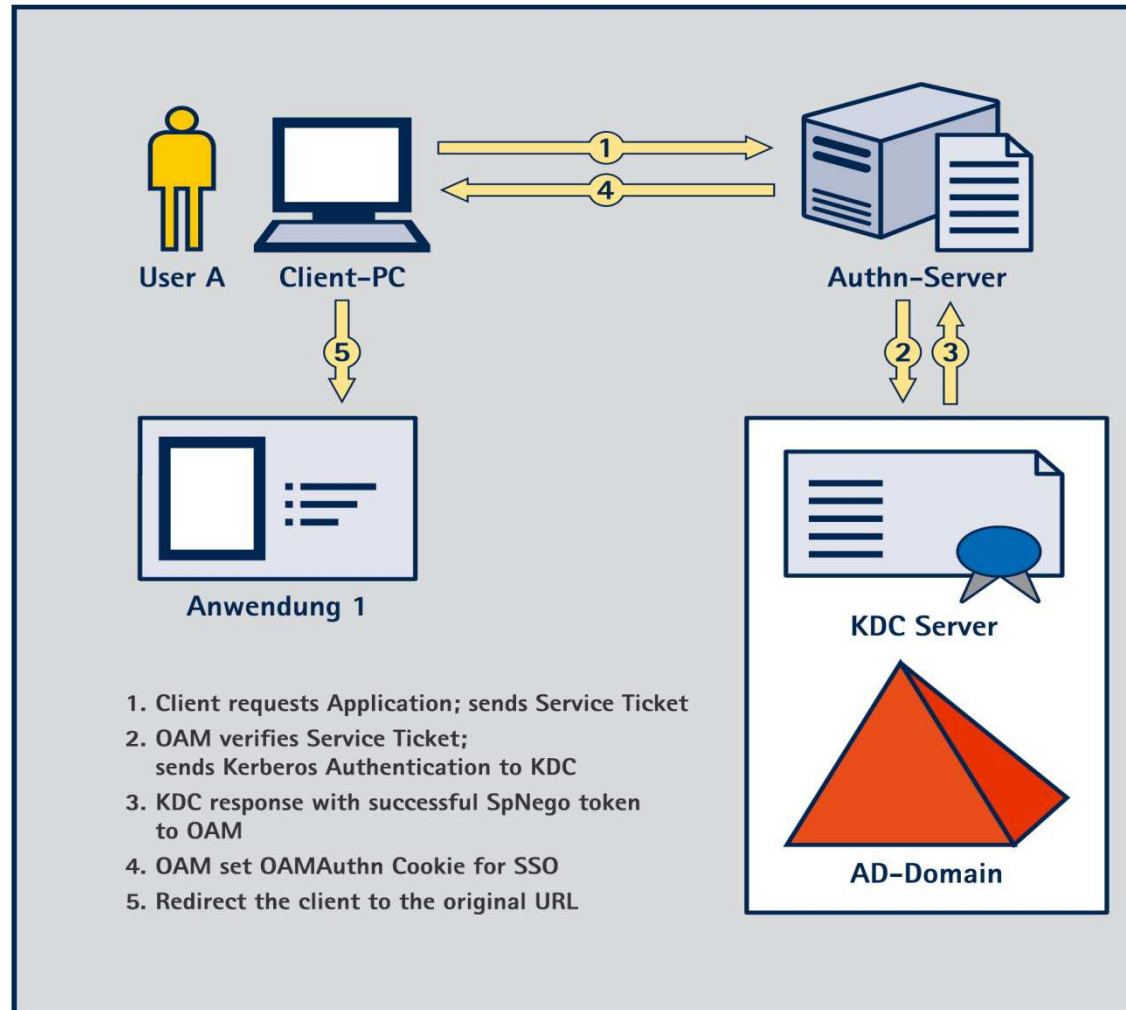 1
4
User A
Client-PC
Authn-Server
5
2
3
Anwendung 1
KDC Server
AD-Domain
1. Client requests Application; sends Service Ticket
2. OAM verifies Service Ticket;
sends Kerberos Authentication to KDC
3. KDC response with successful SpNego token
to OAM
4. OAM set OAMAuthn Cookie for SSO
5. Redirect the client to the original URL